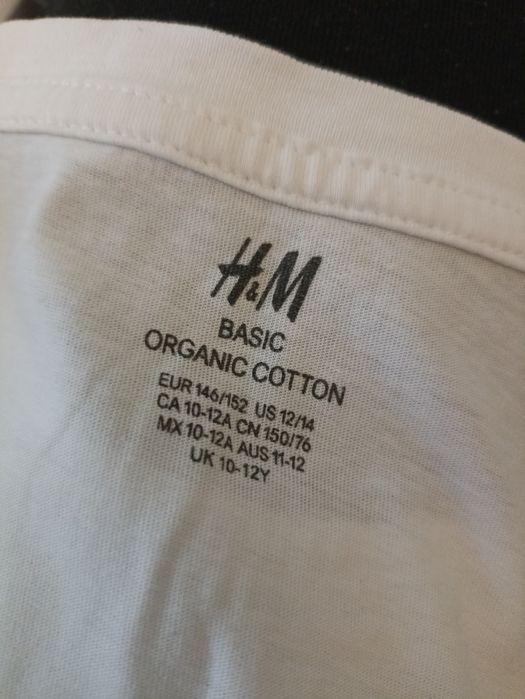 H&M
BASIC
ORGANIC COTTON
EUR 146/152 US 12/14
CA 10-12A CN 150/76
MX 10-12A AUS 11-12
UK 10-12Y